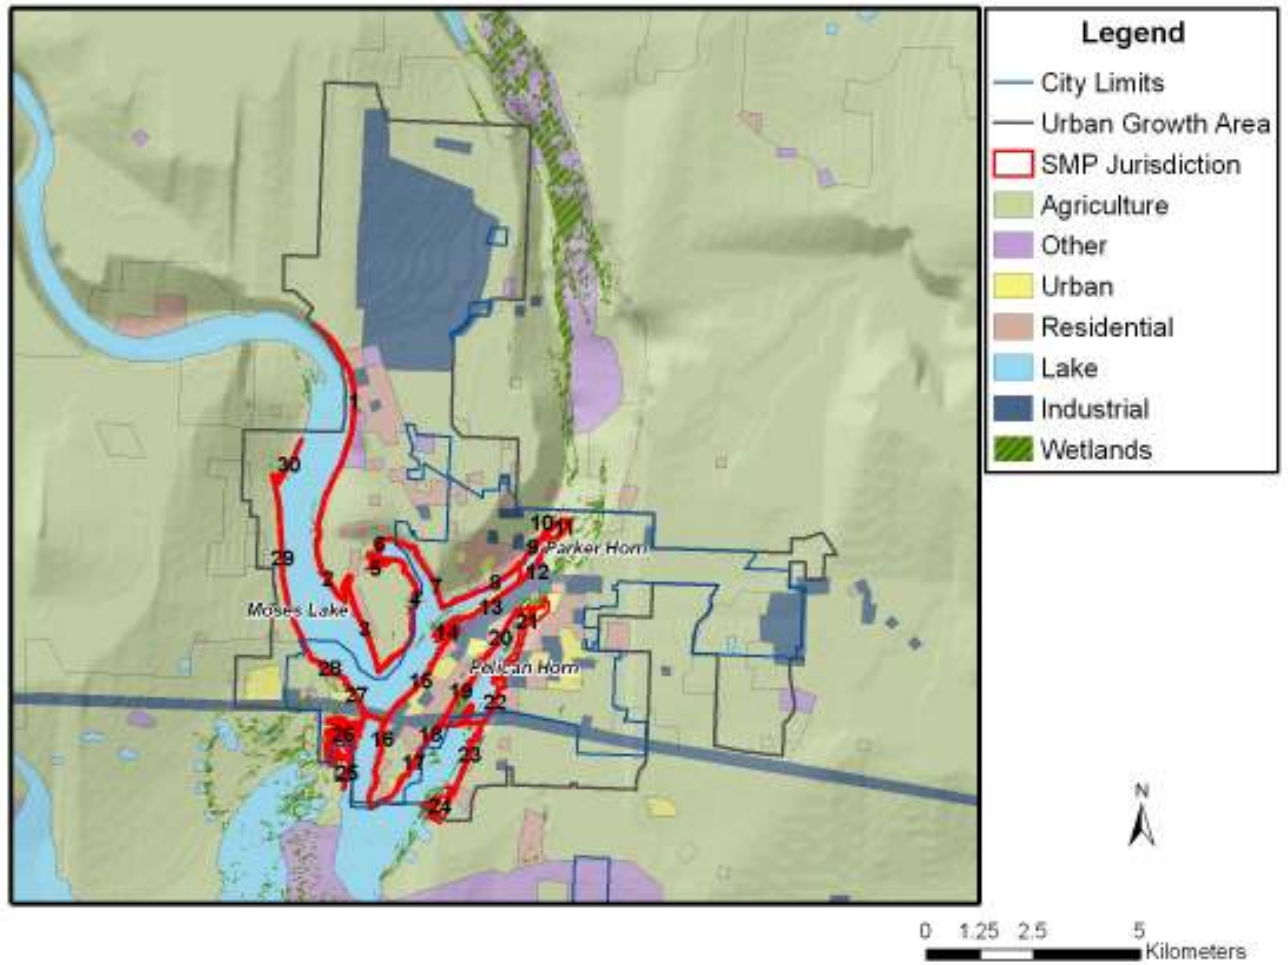 Legend
City Limits
Urban Growth Area
SMP Jurisdiction
Agriculture
Other
Urban
Residential
Lake
Industrial
Wetlands
1
30
10 11
6
9 Parker Horn
29
5
12
2
8
7
4
13
Moses Lake
21
3
14
20
28
Pelican Horn
15
19
27
22
26
16
18
23
17
25
24
N
0 1.25 2.5 5
Kilometers